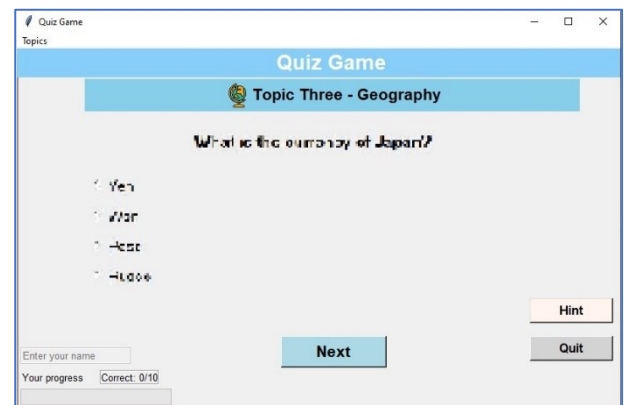 Quiz Game
Topics
Quiz Game
Topic Three - Geography
What is the currency of Japan?
Yen
Won
Hint
Next
Quit
Enter your name
Your progress Correct: 0/10